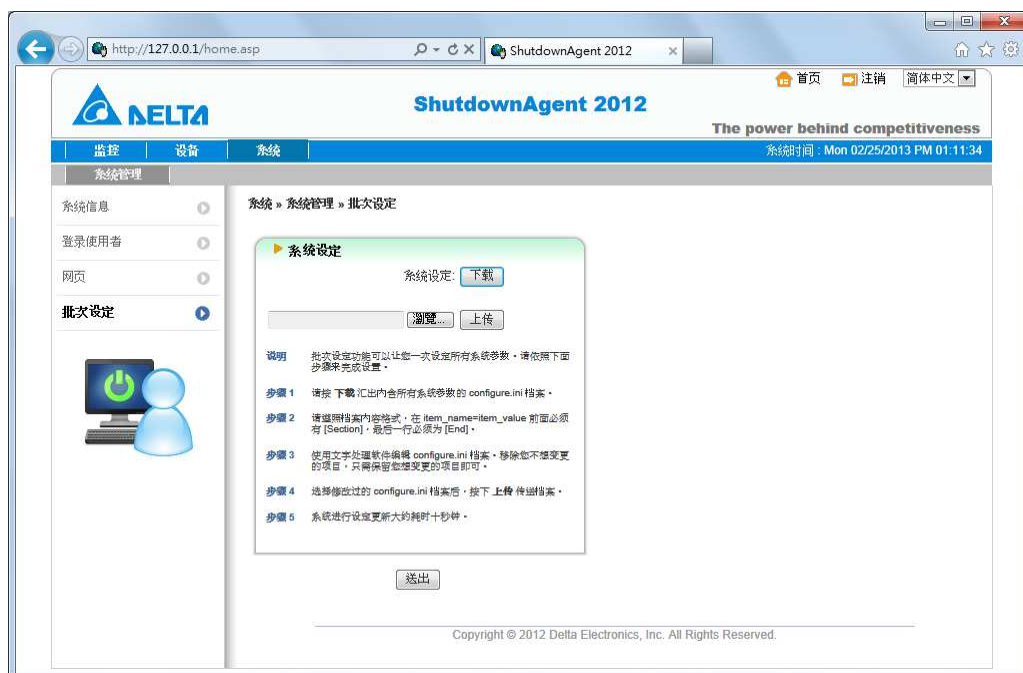 http://127.0.0.1/home.asp
ShutdownAgent 2012
首页
注销
简体中文
DELTA
ShutdownAgent 2012
The power behind competitiveness
监控
设备
系统
系统时间 : Mon 02/25/2013 PM 01:11:34
系统管理
系统信息
登录使用者
网页
批次设定
系统 » 系统管理 » 批次设定
系统设定
系统设定: 下载
瀏覽... 上传
说明 批次设定功能可以让您一次设定所有系统参数。请依照下面
步骤来完成设置。
步骤 1 请按 下载 汇出内含所有系统参数的 configure.ini 档案。
步骤 2 请遵照档案内容格式，在 item_name=item_value 前面必须
有 [Section]，最后一行必须为 [End]。
步骤 3 使用文字处理软件编辑 configure.ini 档案。移除您不想变更
的项目，只需保留您想变更的项目即可。
步骤 4 选择修改过的 configure.ini 档案后，按下 上传 传送档案。
步骤 5 系统进行设定更新大约耗时十秒钟。
送出
Copyright © 2012 Delta Electronics, Inc. All Rights Reserved.